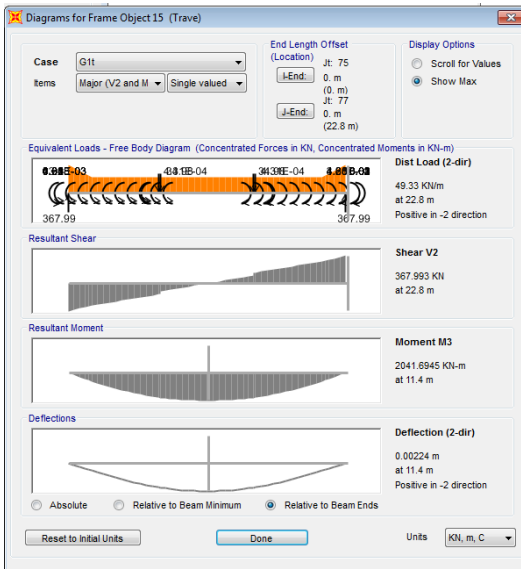 Diagrams for Frame Object 15 (Trave)
Case G1t
Items Major (V2 and M Single valued
End Length Offset
(Location)
I-End:
Jt: 75
0. m
(0. m)
J-End:
Jt: 77
0. m
(22.8 m)
Display Options
Scroll for Values
Show Max
Equivalent Loads - Free Body Diagram (Concentrated Forces in KN, Concentrated Moments in KN-m)
367.99 367.99
Dist Load (2-dir)
49.33 KN/m
at 22.8 m
Positive in -2 direction
Resultant Shear
Shear V2
367.993 KN
at 22.8 m
Resultant Moment
Moment M3
2041.6945 KN-m
at 11.4 m
Deflections
Deflection (2-dir)
0.00224 m
at 11.4 m
Positive in -2 direction
Absolute Relative to Beam Minimum Relative to Beam Ends
Reset to Initial Units Done Units KN, m, C